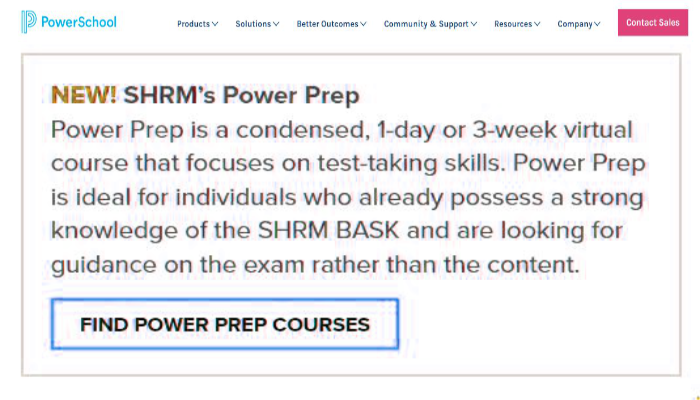 PowerSchool
Products Solutions Better Outcomes Community & Support Resources Company Contact Sales
NEW! SHRM's Power Prep
Power Prep is a condensed, 1-day or 3-week virtual
course that focuses on test-taking skills. Power Prep
is ideal for individuals who already possess a strong
knowledge of the SHRM BASK and are looking for
guidance on the exam rather than the content.
FIND POWER PREP COURSES